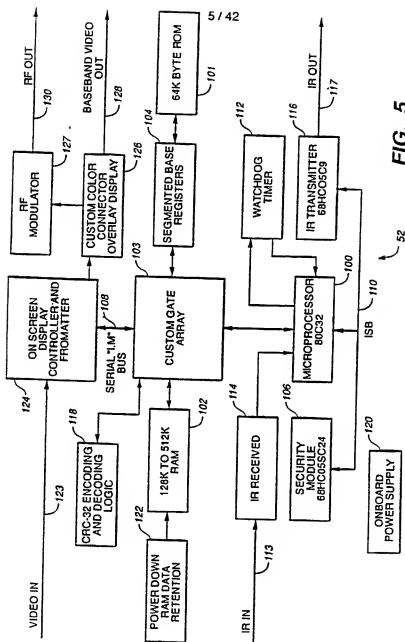 5 / 42
VIDEO IN
123
124
ON SCREEN
DISPLAY
CONTROLLER AND
FROMATTER
RF
MODULATOR
127
RF OUT
130
BASEBAND VIDEO
OUT
128
CUSTOM COLOR
CONNECTOR
OVERLAY DISPLAY
126
108
SERIAL "I.M"
BUS
118
CRC-32 ENCODING
AND DECODING
LOGIC
103
CUSTOM GATE
ARRAY
104
SEGMENTED BASE
REGISTERS
64K BYTE ROM
101
128K TO 512K
RAM
102
122
POWER DOWN
RAM DATA
RETENTION
112
WATCHDOG
TIMER
IR IN
113
114
IR RECEIVED
MICROPROCESSOR
80C32
100
116
IR TRANSMITTER
68HCO5C9
IR OUT
117
106
SECURITY
MODULE
68HC05SC24
ISB
110
120
ONBOARD
POWER SUPPLY
52
FIG. 5